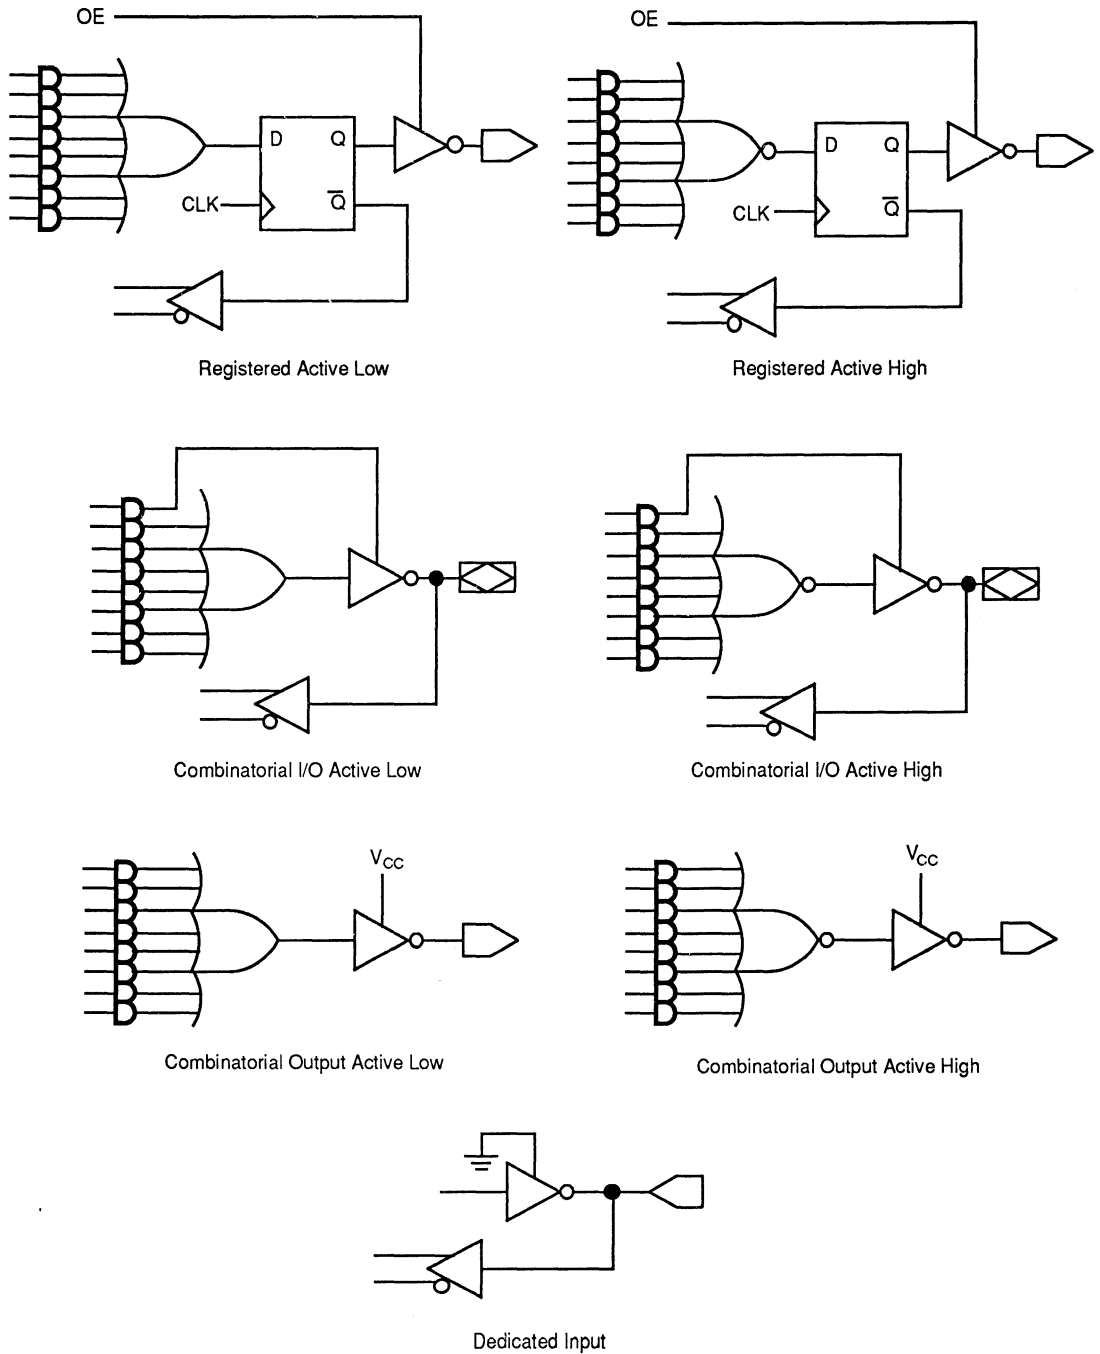 OE
OE
D Q
CLK Q̅
D Q
CLK Q̅
Registered Active Low
Registered Active High
Combinatorial I/O Active Low
Combinatorial I/O Active High
VCC
VCC
Combinatorial Output Active Low
Combinatorial Output Active High
Dedicated Input